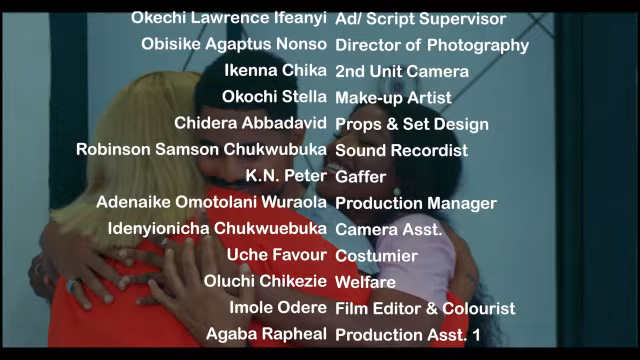 Okechi Lawrence Ifeanyi Ad/ Script Supervisor
Obisike Agaptus Nonso Director of Photography
Ikenna Chika 2nd Unit Camera
Okochi Stella Make-up Artist
Chidera Abbadavid Props & Set Design
Robinson Samson Chukwubuka Sound Recordist
K.N. Peter Gaffer
Adenaike Omotolani Wuraola Production Manager
Idenyionicha Chukwuebuka Camera Asst.
Uche Favour Costumier
Oluchi Chikezie Welfare
Imole Odere Film Editor & Colourist
Agaba Rapheal Production Asst. 1